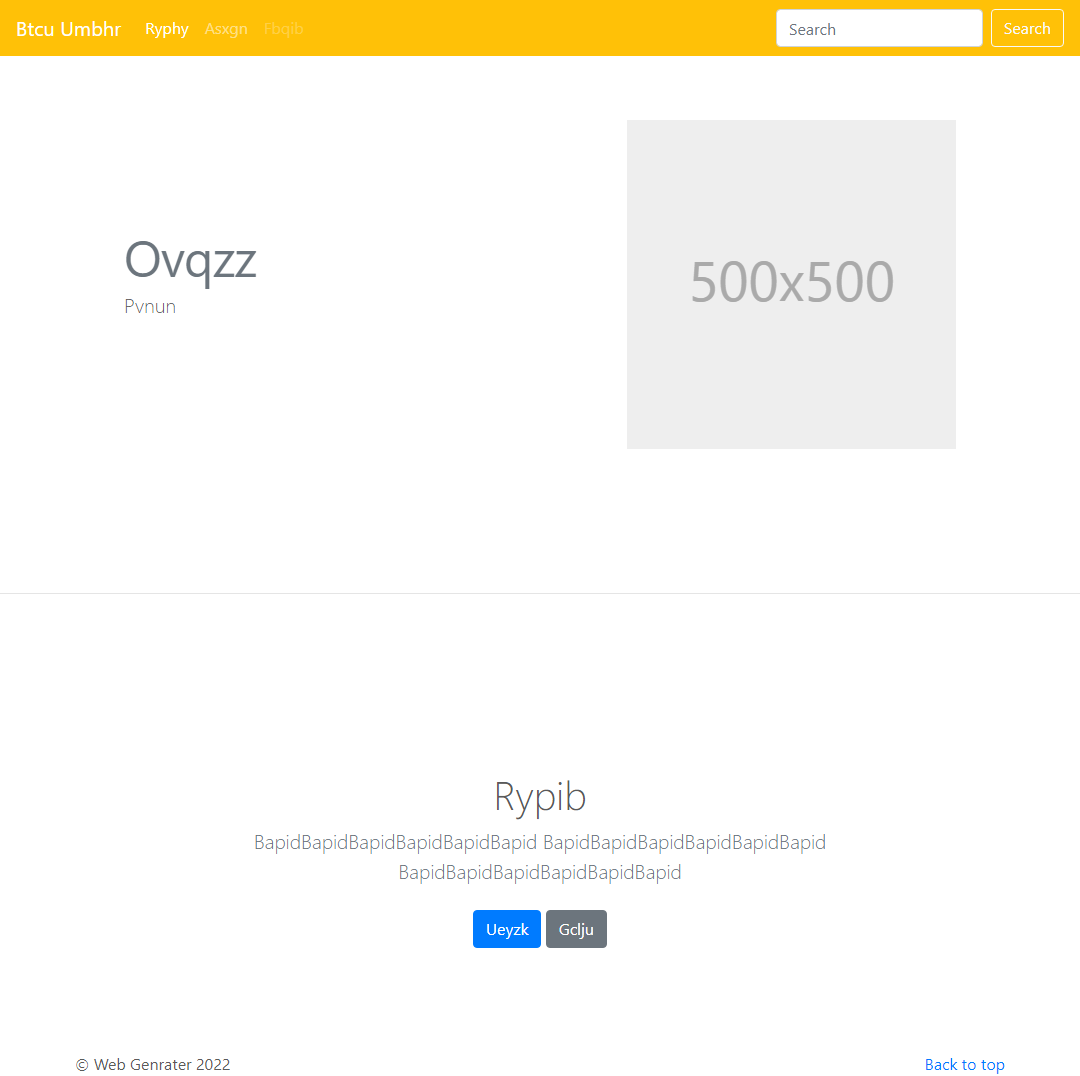 Btcu Umbhr Ryphy Asxgn Fbqib Search Search
Ovqzz
Pvnun
500x500
Rypib
BapidBapidBapidBapidBapidBapid BapidBapidBapidBapidBapidBapid
BapidBapidBapidBapidBapidBapid
Ueyzk Gclju
© Web Genrater 2022 Back to top